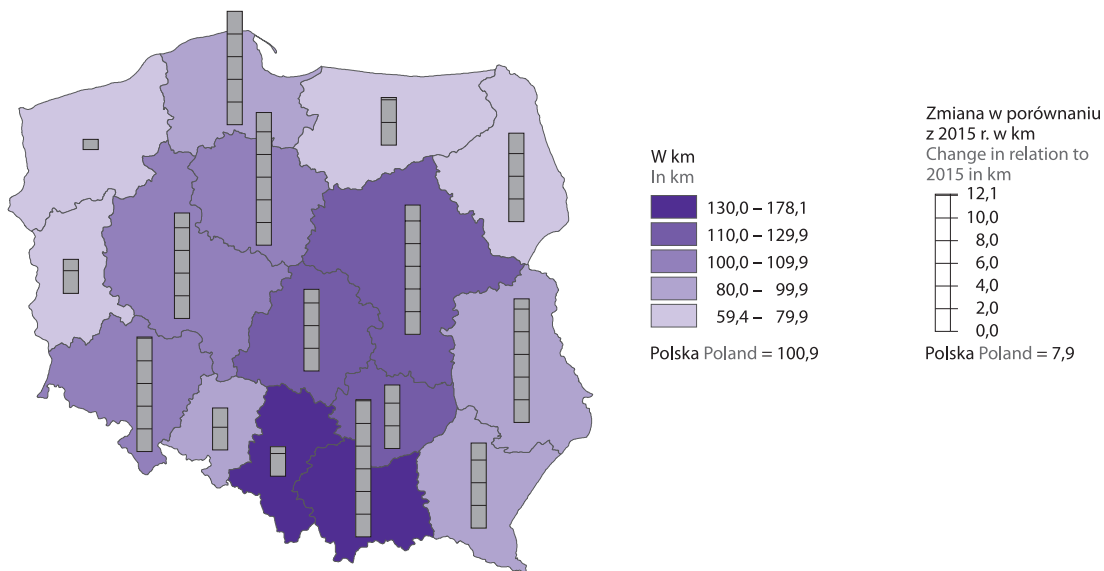 W km
In km
130,0 – 178,1
110,0 – 129,9
100,0 – 109,9
80,0 – 99,9
59,4 – 79,9
Polska Poland = 100,9
Zmiana w porównaniu
z 2015 r. w km
Change in relation to
2015 in km
12,1
10,0
8,0
6,0
4,0
2,0
0,0
Polska Poland = 7,9